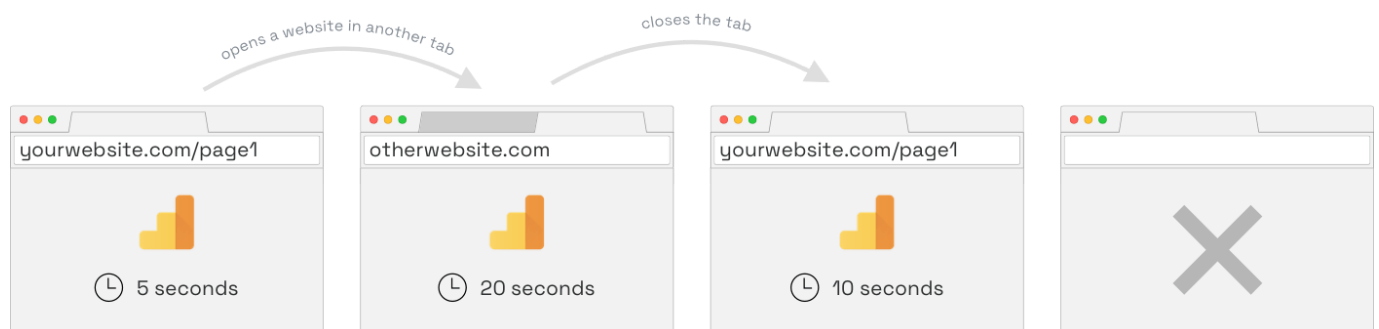 opens a website in another tab
closes the tab
yourwebsite.com/page1
otherwebsite.com
yourwebsite.com/page1
5 seconds
20 seconds
10 seconds